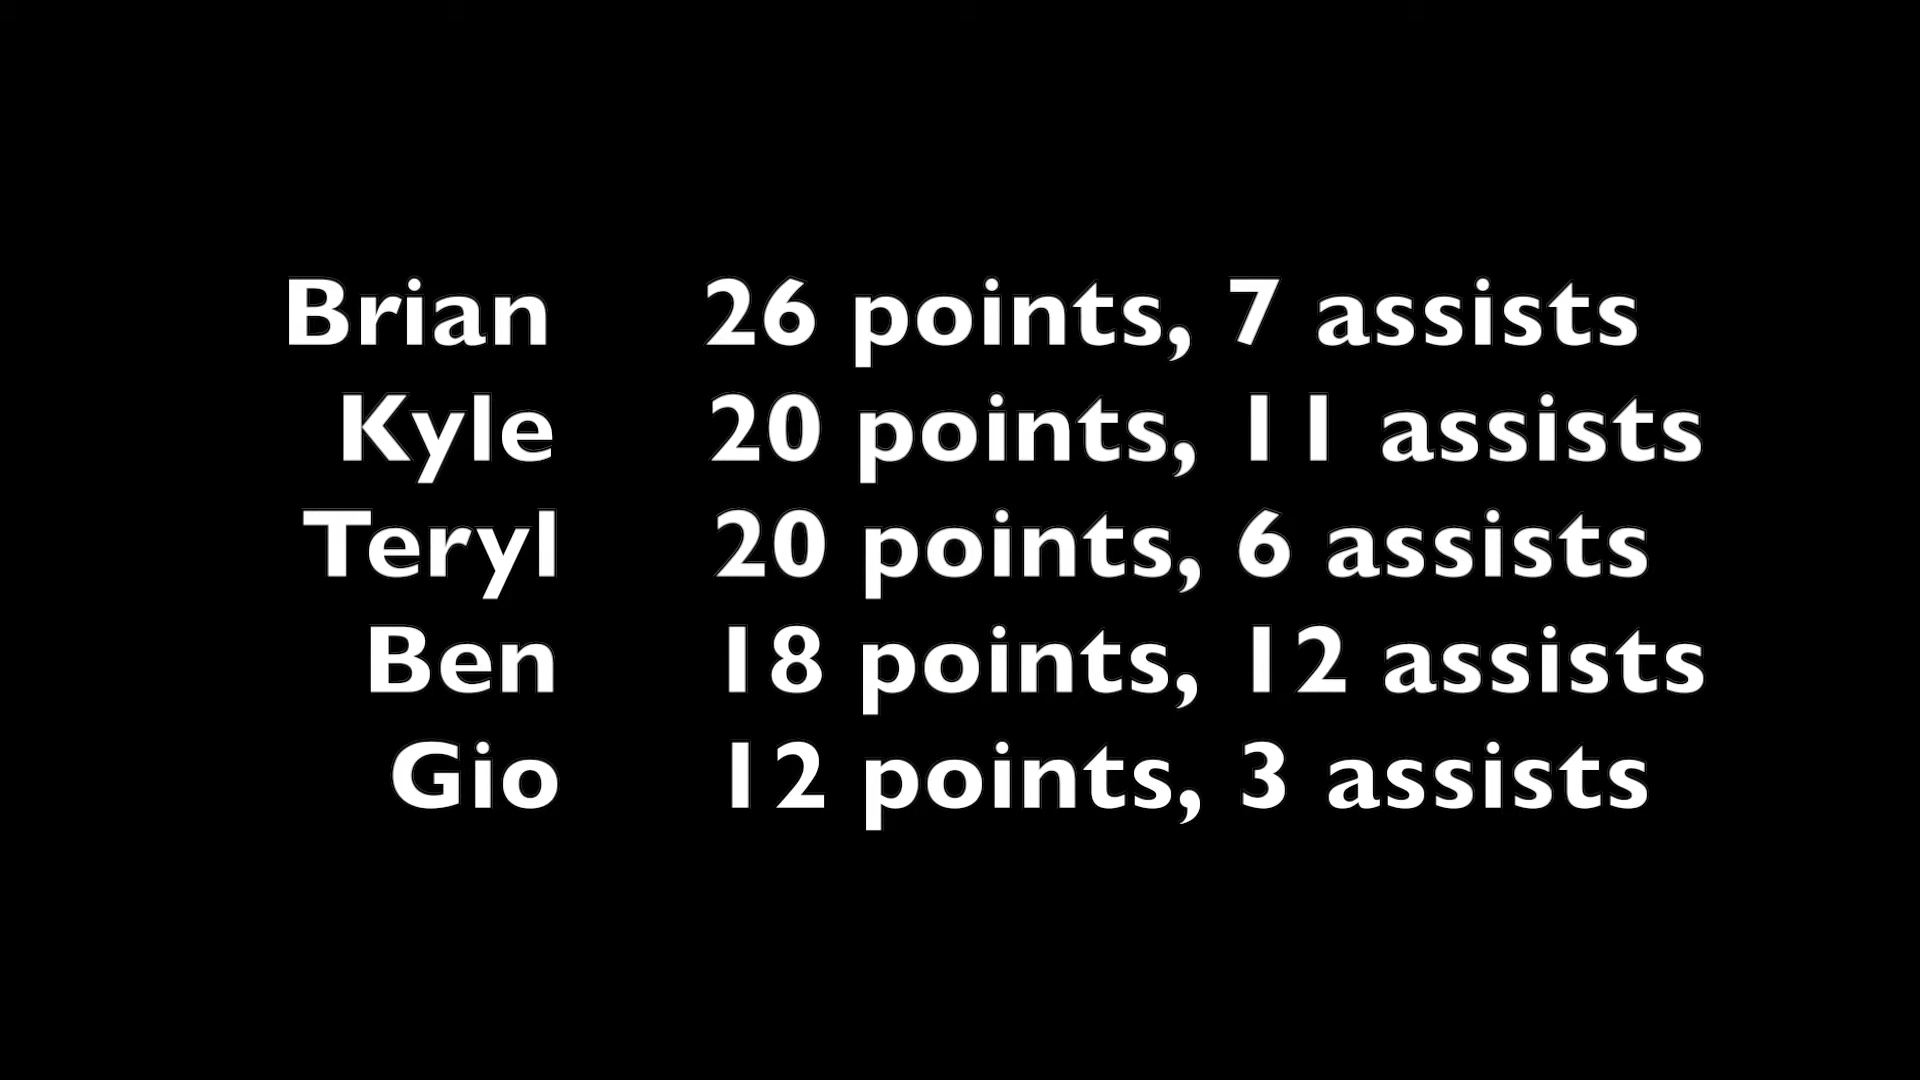 Brian 26 points, 7 assists
Kyle 20 points, 11 assists
Teryl 20 points, 6 assists
Ben 18 points, 12 assists
Gio 12 points, 3 assists